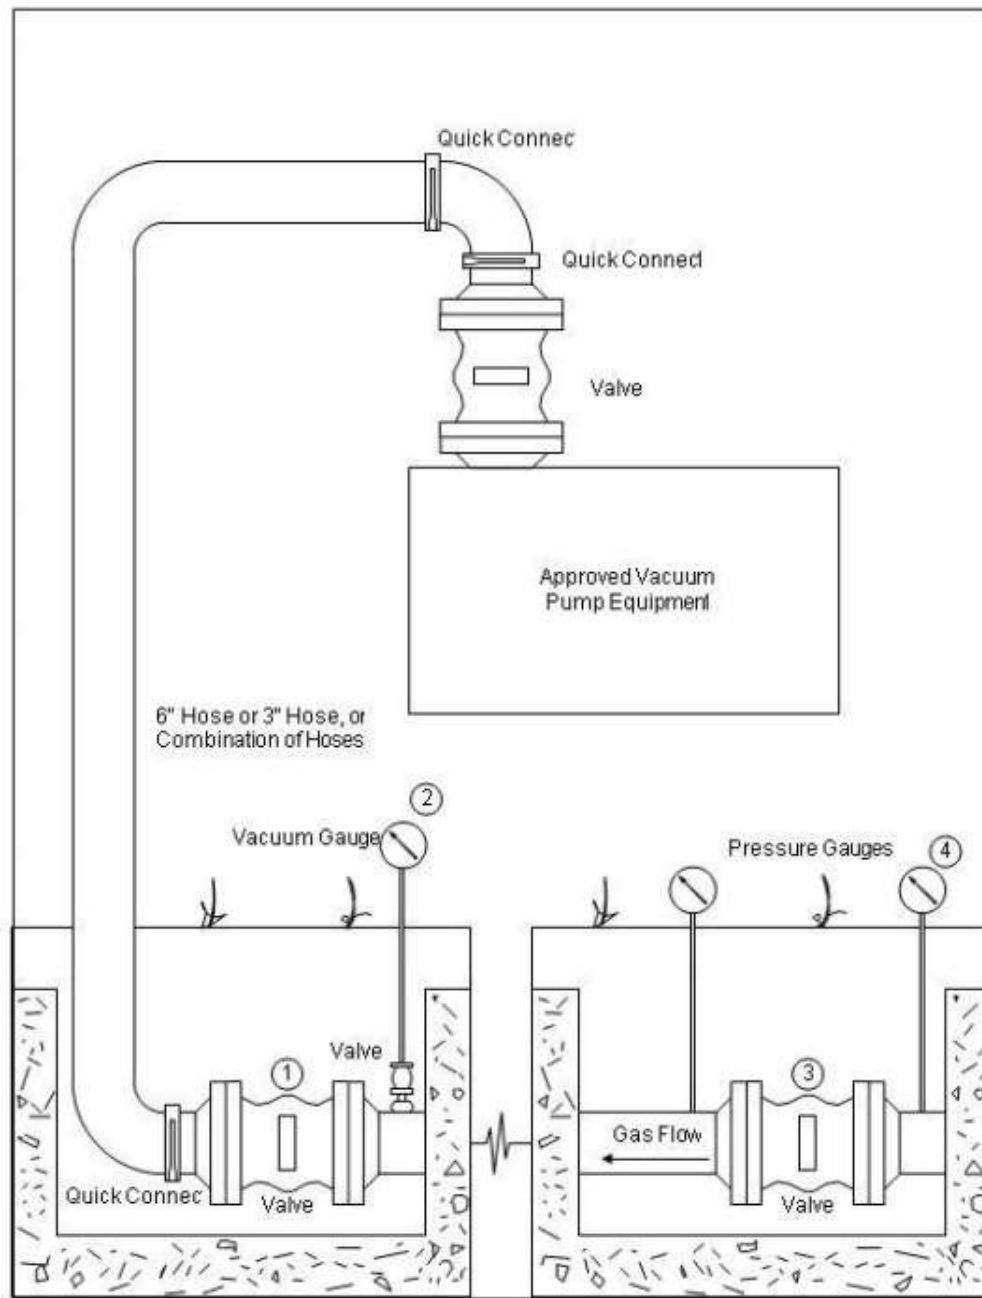 Quick Connec
Quick Connect
Valve
Approved Vacuum
Pump Equipment
6" Hose or 3" Hose, or
Combination of Hoses
2
Vacuum Gauge
Pressure Gauges
4
Valve
1
3
Gas Flow
Quick Connec
Valve
Valve